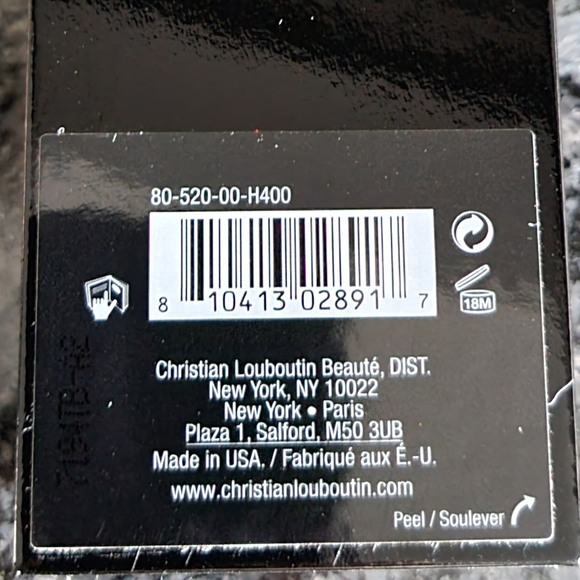 80-520-00-H400
8 10413 02891 7
18M
Christian Louboutin Beauté, DIST.
New York, NY 10022
New York • Paris
Plaza 1, Salford, M50 3UB
Made in USA. / Fabriqué aux É.-U.
www.christianlouboutin.com
Peel / Soulever